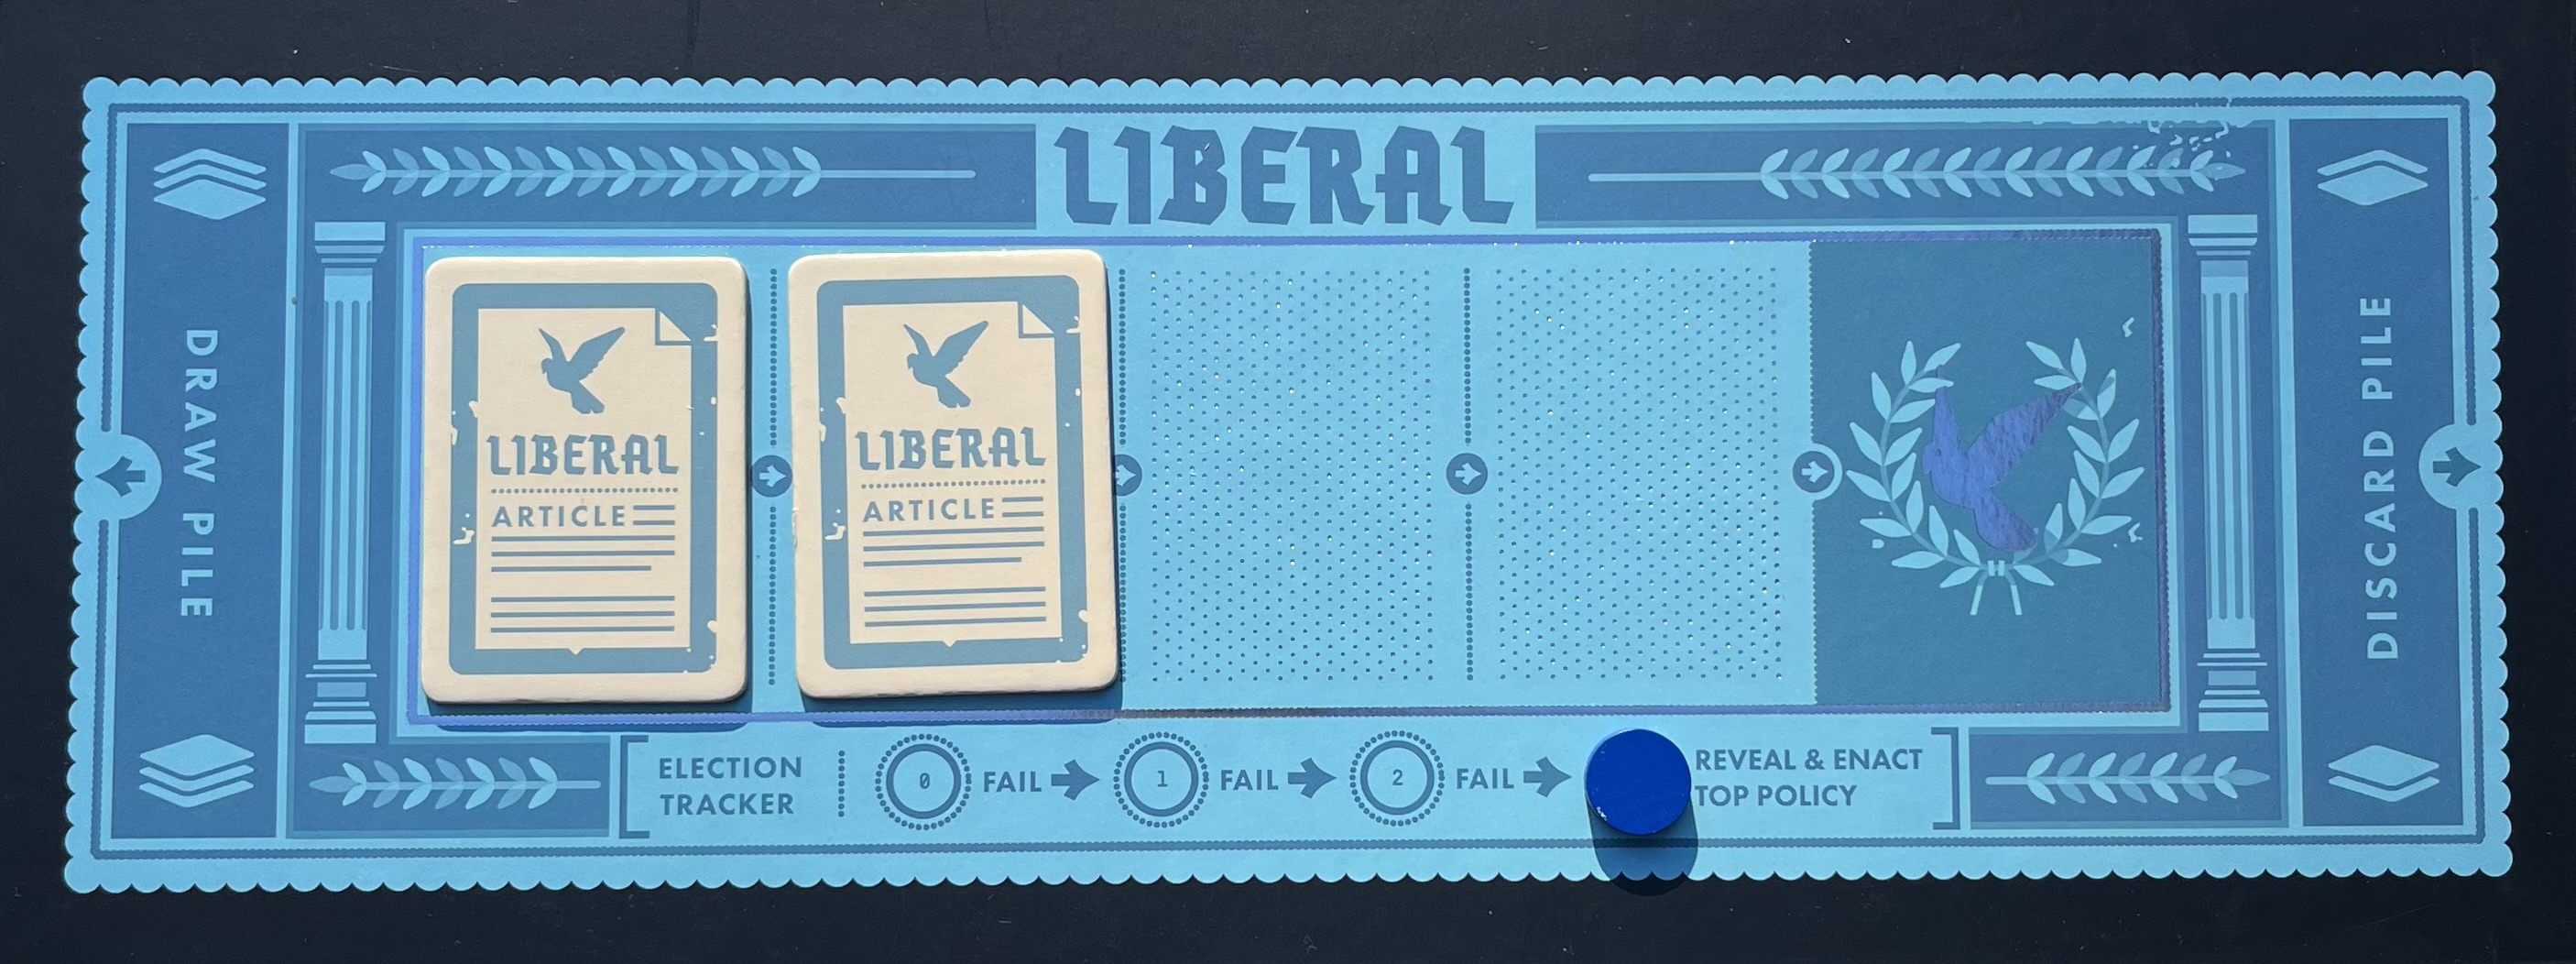 LIBERAL
DRAW PILE
LIBERAL
ARTICLE
LIBERAL
ARTICLE
DISCARD PILE
ELECTION
TRACKER
0 FAIL 1 FAIL 2 FAIL
REVEAL & ENACT
TOP POLICY